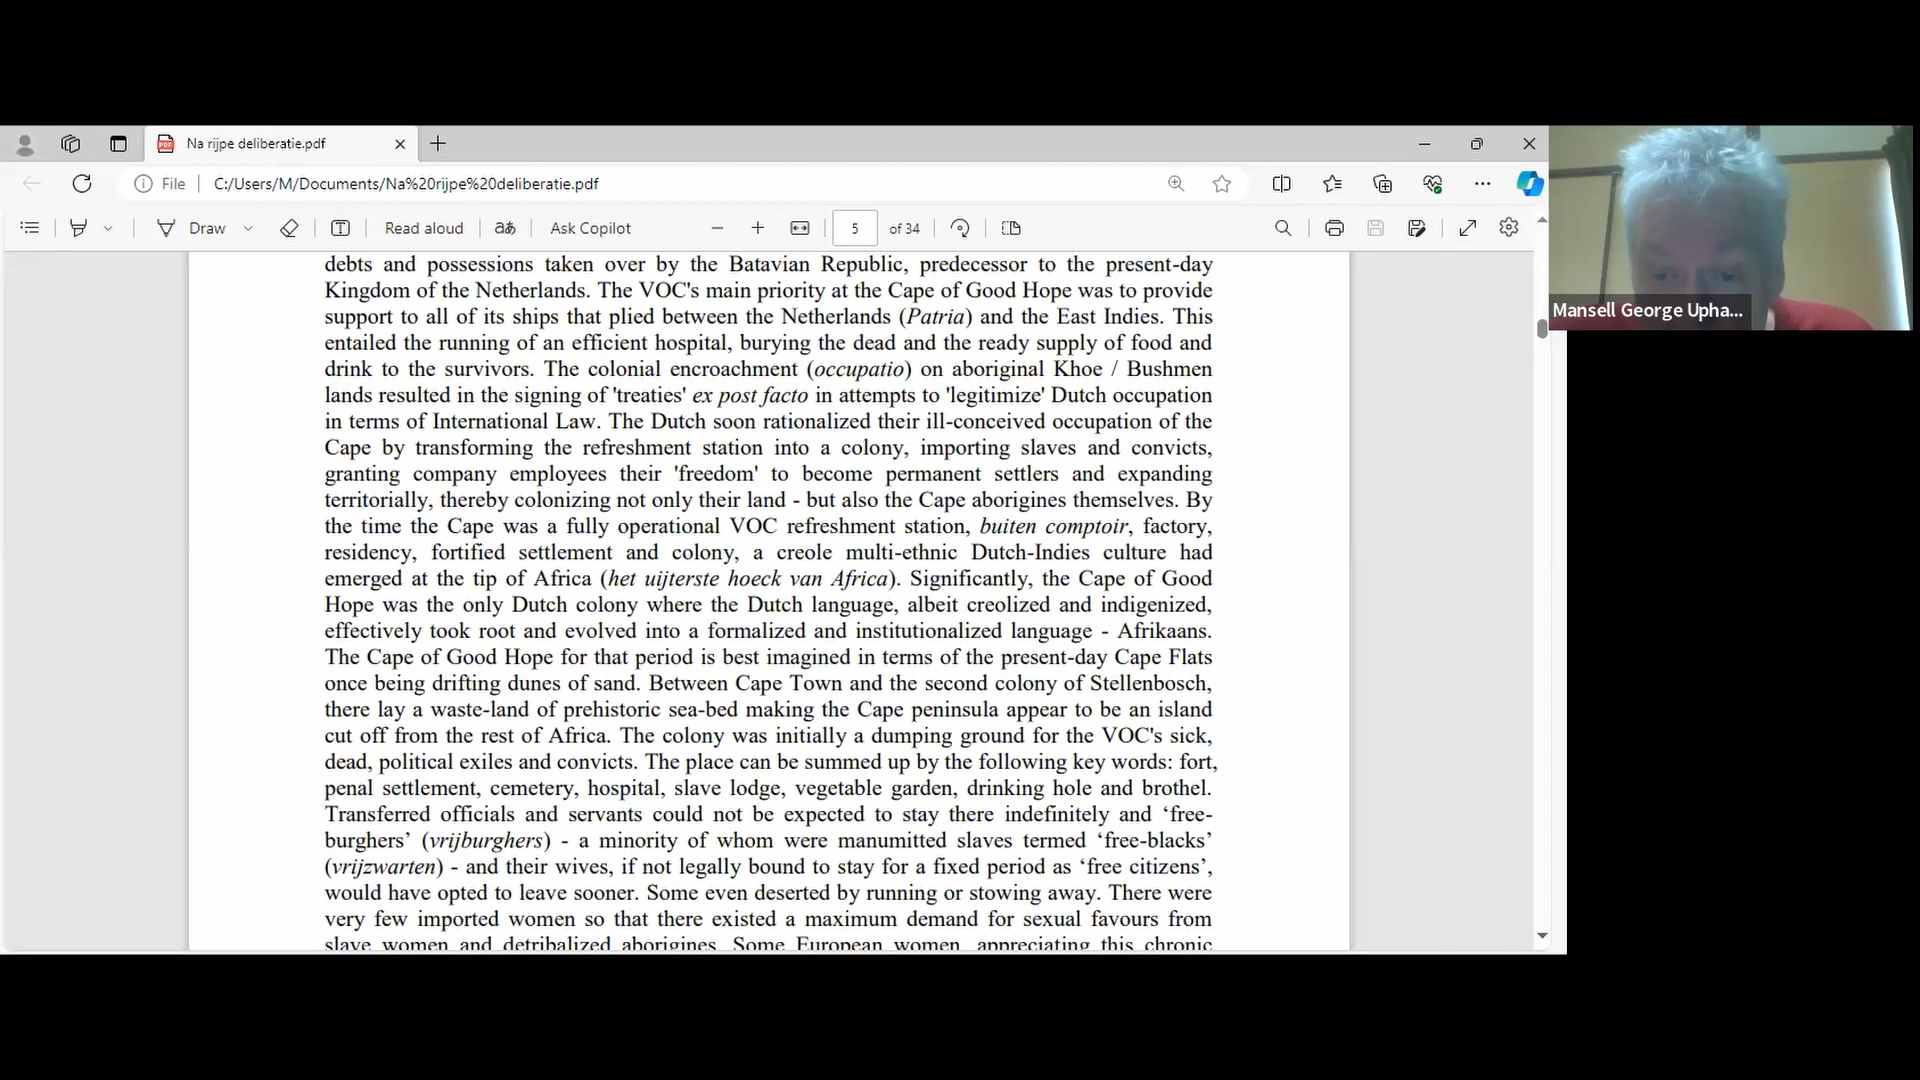 Na rijpe deliberatie.pdf
File
C:/Users/M/Documents/Na%20rijpe%20deliberatie.pdf
Draw
Read aloud
aあ
Ask Copilot
5 of 34
debts and possessions taken over by the Batavian Republic, predecessor to the present-day
Kingdom of the Netherlands. The VOC's main priority at the Cape of Good Hope was to provide
support to all of its ships that plied between the Netherlands (Patria) and the East Indies. This
entailed the running of an efficient hospital, burying the dead and the ready supply of food and
drink to the survivors. The colonial encroachment (occupatio) on aboriginal Khoe / Bushmen
lands resulted in the signing of 'treaties' ex post facto in attempts to 'legitimize' Dutch occupation
in terms of International Law. The Dutch soon rationalized their ill-conceived occupation of the
Cape by transforming the refreshment station into a colony, importing slaves and convicts,
granting company employees their 'freedom' to become permanent settlers and expanding
territorially, thereby colonizing not only their land - but also the Cape aborigines themselves. By
the time the Cape was a fully operational VOC refreshment station, buiten comptoir, factory,
residency, fortified settlement and colony, a creole multi-ethnic Dutch-Indies culture had
emerged at the tip of Africa (het uijterste hoeck van Africa). Significantly, the Cape of Good
Hope was the only Dutch colony where the Dutch language, albeit creolized and indigenized,
effectively took root and evolved into a formalized and institutionalized language - Afrikaans.
The Cape of Good Hope for that period is best imagined in terms of the present-day Cape Flats
once being drifting dunes of sand. Between Cape Town and the second colony of Stellenbosch,
there lay a waste-land of prehistoric sea-bed making the Cape peninsula appear to be an island
cut off from the rest of Africa. The colony was initially a dumping ground for the VOC's sick,
dead, political exiles and convicts. The place can be summed up by the following key words: fort,
penal settlement, cemetery, hospital, slave lodge, vegetable garden, drinking hole and brothel.
Transferred officials and servants could not be expected to stay there indefinitely and ‘free-
burghers’ (vrijburghers) - a minority of whom were manumitted slaves termed ‘free-blacks’
(vrijzwarten) - and their wives, if not legally bound to stay for a fixed period as ‘free citizens’,
would have opted to leave sooner. Some even deserted by running or stowing away. There were
very few imported women so that there existed a maximum demand for sexual favours from
slave women and detribalized aborigines. Some European women, appreciating this chronic
Mansell George Upha...